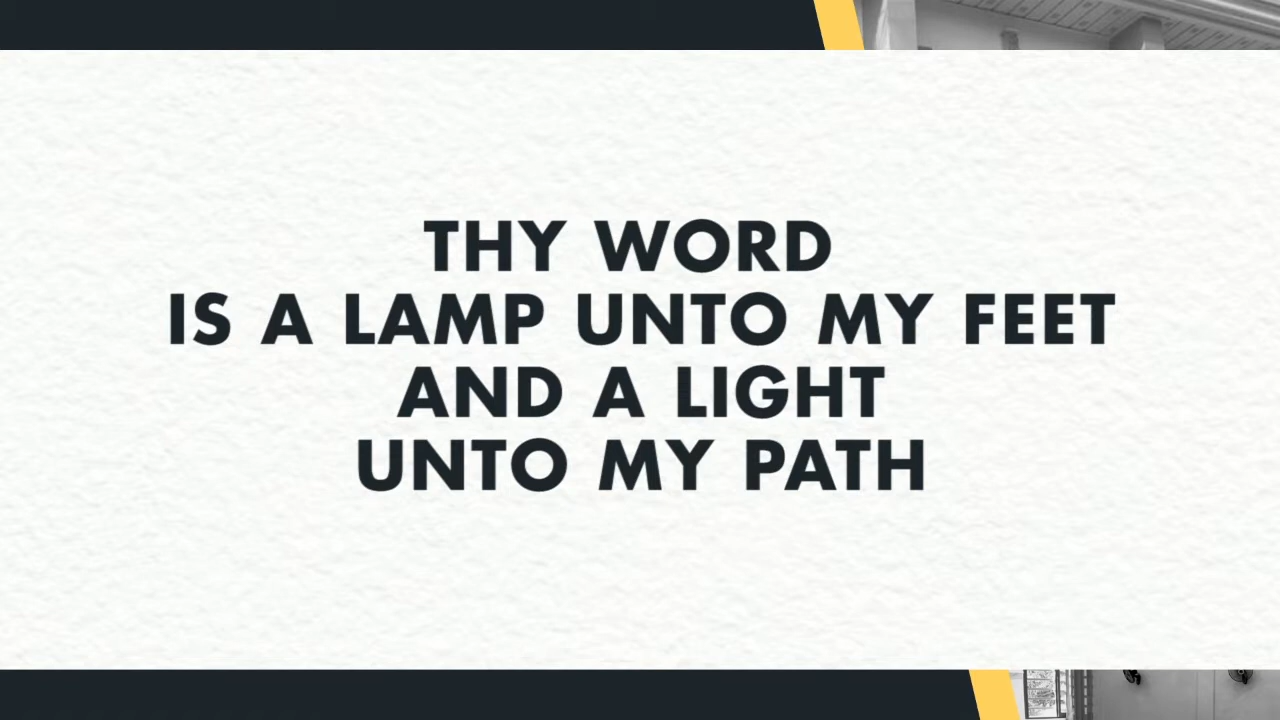 THY WORD
IS A LAMP UNTO MY FEET
AND A LIGHT
UNTO MY PATH